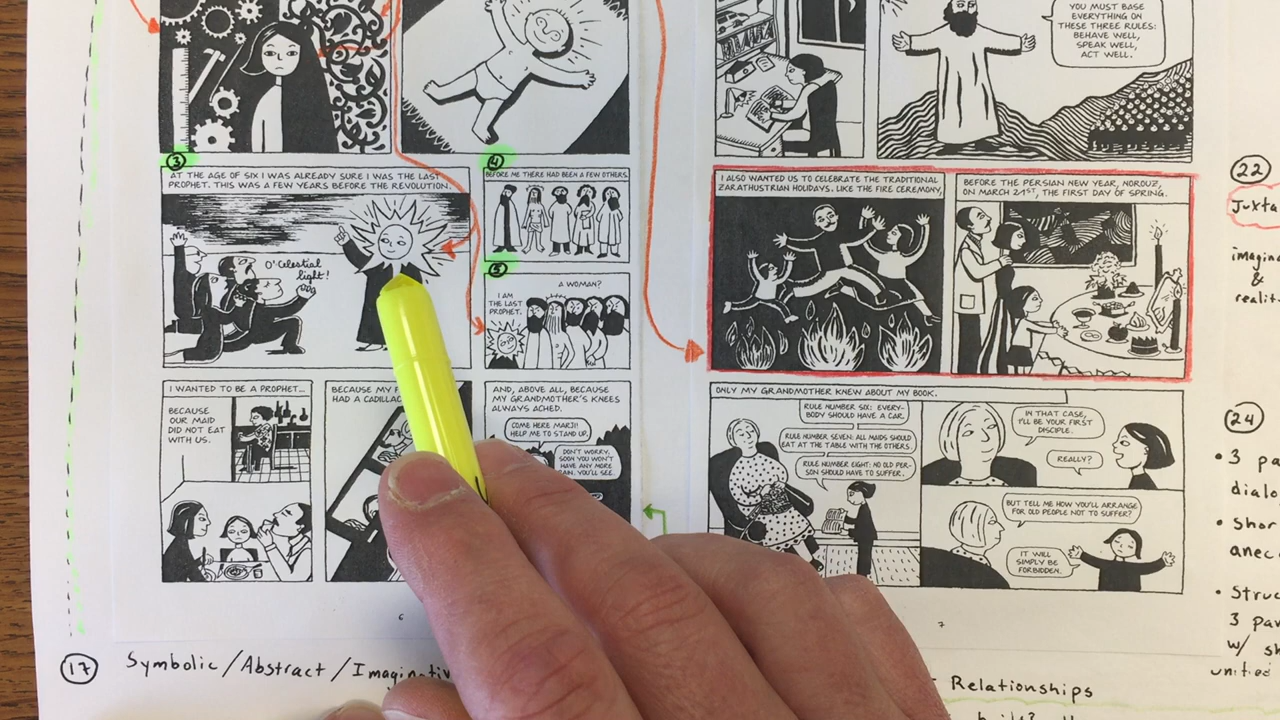 YOU MUST BASE
EVERYTHING ON
THESE THREE RULES:
BEHAVE WELL,
SPEAK WELL,
ACT WELL.
3
AT THE AGE OF SIX I WAS ALREADY SURE I WAS THE LAST
PROPHET. THIS WAS A FEW YEARS BEFORE THE REVOLUTION.
O' Celestial
light!
4
BEFORE ME THERE HAD BEEN A FEW OTHERS.
5
A WOMAN?
I AM
THE LAST
PROPHET.
I WANTED TO BE A PROPHET...
BECAUSE
OUR MAID
DID NOT EAT
WITH US.
BECAUSE MY
HAD A CADILLAC
AND, ABOVE ALL, BECAUSE
MY GRANDMOTHER'S KNEES
ALWAYS ACHED.
COME HERE MARJI!
HELP ME TO STAND UP.
DON'T WORRY,
SOON YOU WON'T
HAVE ANY MORE
PAIN. YOU'LL SEE.
6
I ALSO WANTED US TO CELEBRATE THE TRADITIONAL
ZARATHUSTRIAN HOLIDAYS. LIKE THE FIRE CEREMONY,
BEFORE THE PERSIAN NEW YEAR, NOROUZ,
ON MARCH 21ST, THE FIRST DAY OF SPRING.
ONLY MY GRANDMOTHER KNEW ABOUT MY BOOK.
RULE NUMBER SIX: EVERY-
BODY SHOULD HAVE A CAR.
RULE NUMBER SEVEN: ALL MAIDS SHOULD
EAT AT THE TABLE WITH THE OTHERS.
RULE NUMBER EIGHT: NO OLD PER-
SON SHOULD HAVE TO SUFFER.
IN THAT CASE,
I'LL BE YOUR FIRST
DISCIPLE.
REALLY?
BUT TELL ME HOW YOU'LL ARRANGE
FOR OLD PEOPLE NOT TO SUFFER?
IT WILL
SIMPLY BE
FORBIDDEN.
7
22
Juxta
imagina
&
realit
24
• 3 pa
dialo
• Shor
anec
• Struc
3 pan
w/ sh
unified
17 Symbolic/Abstract/Imaginativ
Relationships